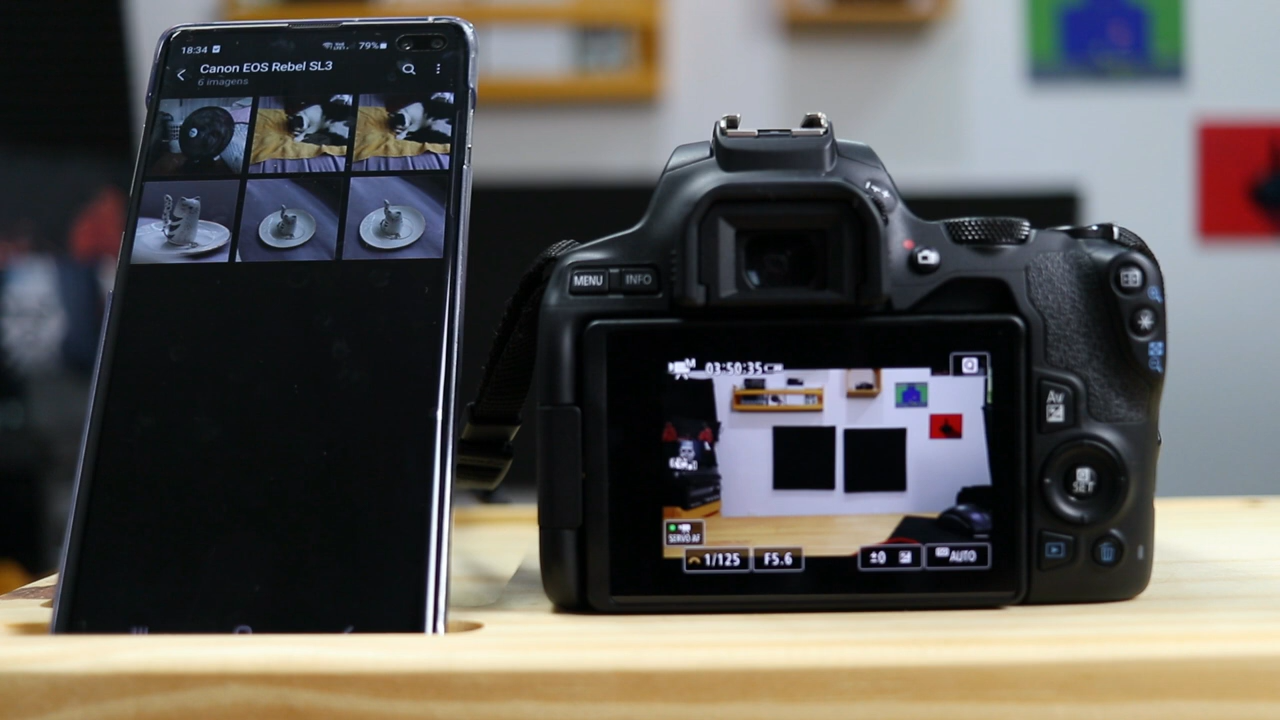 18:34
79%
Canon EOS Rebel SL3
6 imagens
MENU
INFO
M
03:50:35
Q
Av
Q
SET
SERVO AF
1/125
F5.6
±0
ISO AUTO